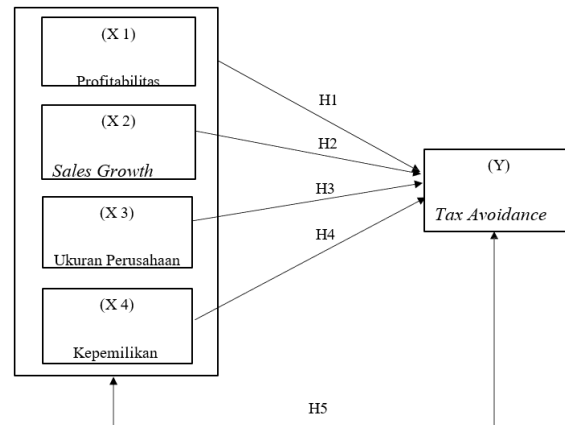 (X 1)
Profitabilitas
(X 2)
Sales Growth
(X 3)
Ukuran Perusahaan
(X 4)
Kepemilikan
H1
H2
H3
H4
(Y)
Tax Avoidance
H5